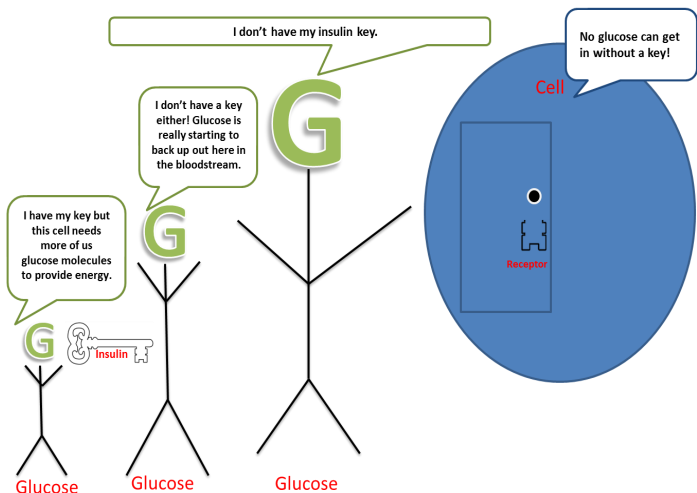 I don't have my insulin key.
No glucose can get
in without a key!
Cell
I don't have a key
either! Glucose is
really starting to
back up out here in
the bloodstream.
G
G
I have my key but
this cell needs
more of us
glucose molecules
to provide energy.
Receptor
G
Insulin
Glucose
Glucose
Glucose